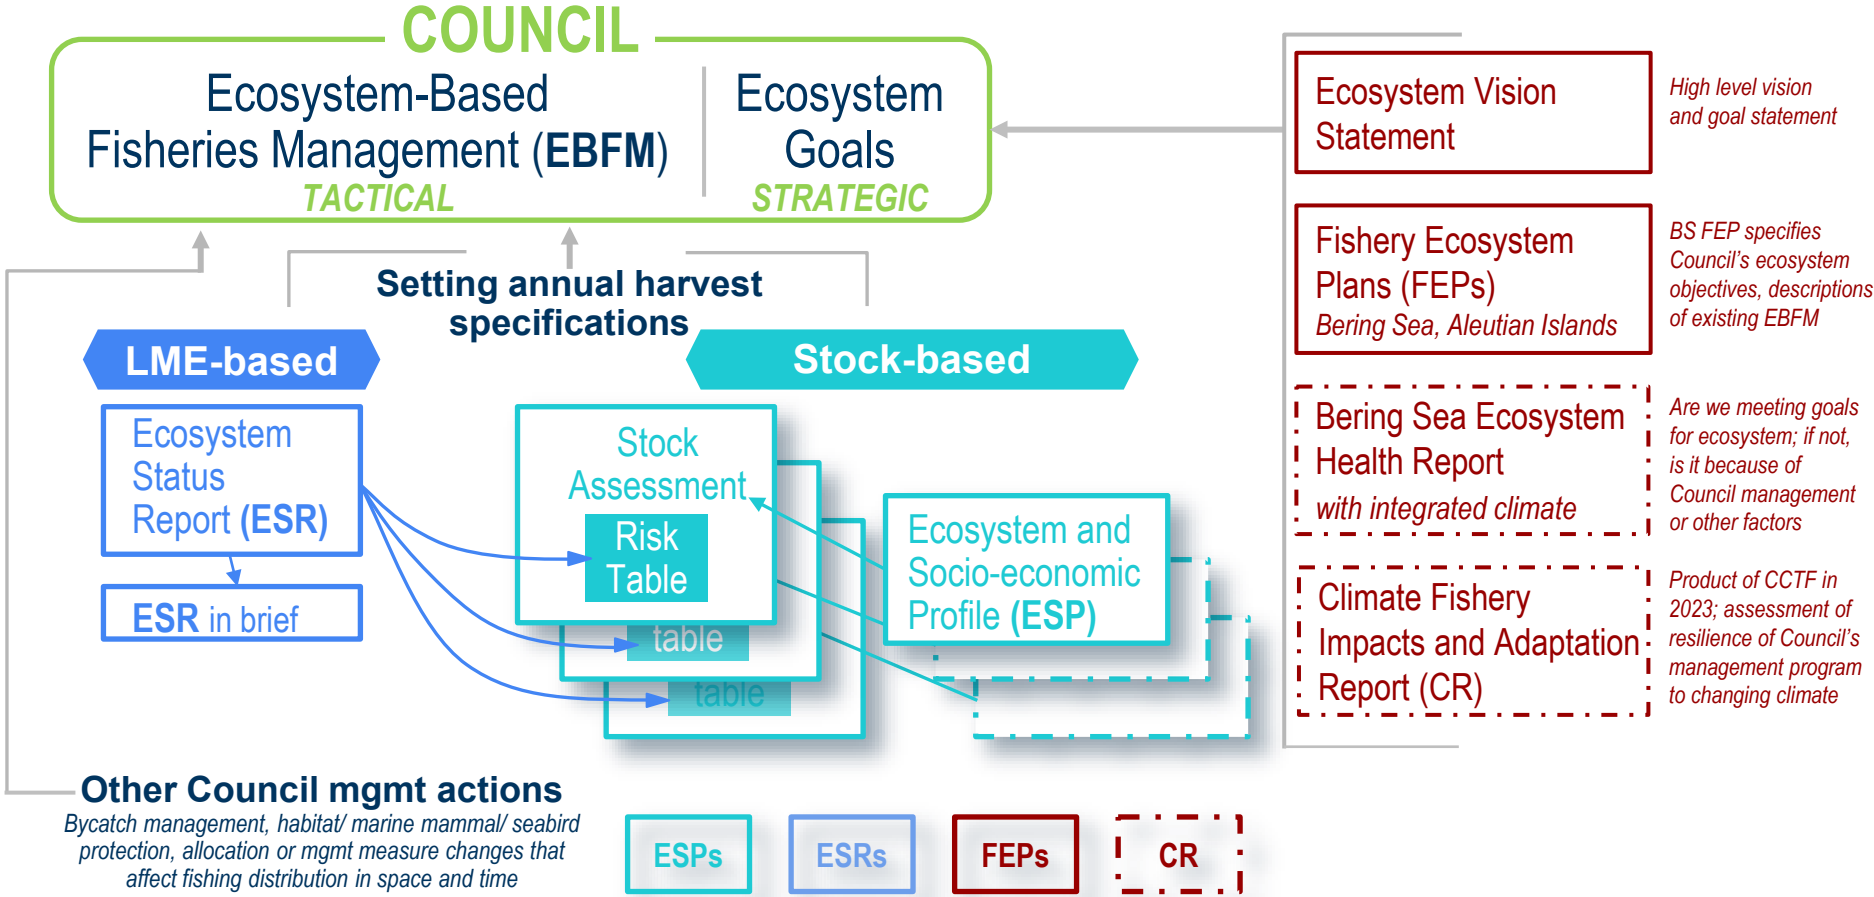 COUNCIL
Ecosystem-Based
Fisheries Management (EBFM)
TACTICAL
Ecosystem
Goals
STRATEGIC
Setting annual harvest
specifications
LME-based
Stock-based
Ecosystem
Status
Report (ESR)
ESR in brief
Stock
Assessment
Risk
Table
table
table
Ecosystem and
Socio-economic
Profile (ESP)
Other Council mgmt actions
Bycatch management, habitat/ marine mammal/ seabird
protection, allocation or mgmt measure changes that
affect fishing distribution in space and time
ESPs
ESRs
FEPs
CR
Ecosystem Vision
Statement
High level vision
and goal statement
Fishery Ecosystem
Plans (FEPs)
Bering Sea, Aleutian Islands
BS FEP specifies
Council's ecosystem
objectives, descriptions
of existing EBFM
Bering Sea Ecosystem
Health Report
with integrated climate
Are we meeting goals
for ecosystem; if not,
is it because of
Council management
or other factors
Climate Fishery
Impacts and Adaptation
Report (CR)
Product of CCTF in
2023; assessment of
resilience of Council's
management program
to changing climate